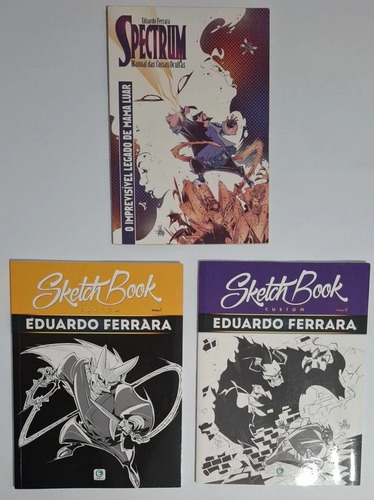 Eduardo Ferrara
SPECTRUM
Manual das Coisas Ocultas
O IMPREVISÍVEL LEGADO DE MAMA LUAR
Sketch Book
EDUARDO FERRARA
Sketch Book
CUSTOM
EDUARDO FERRARA